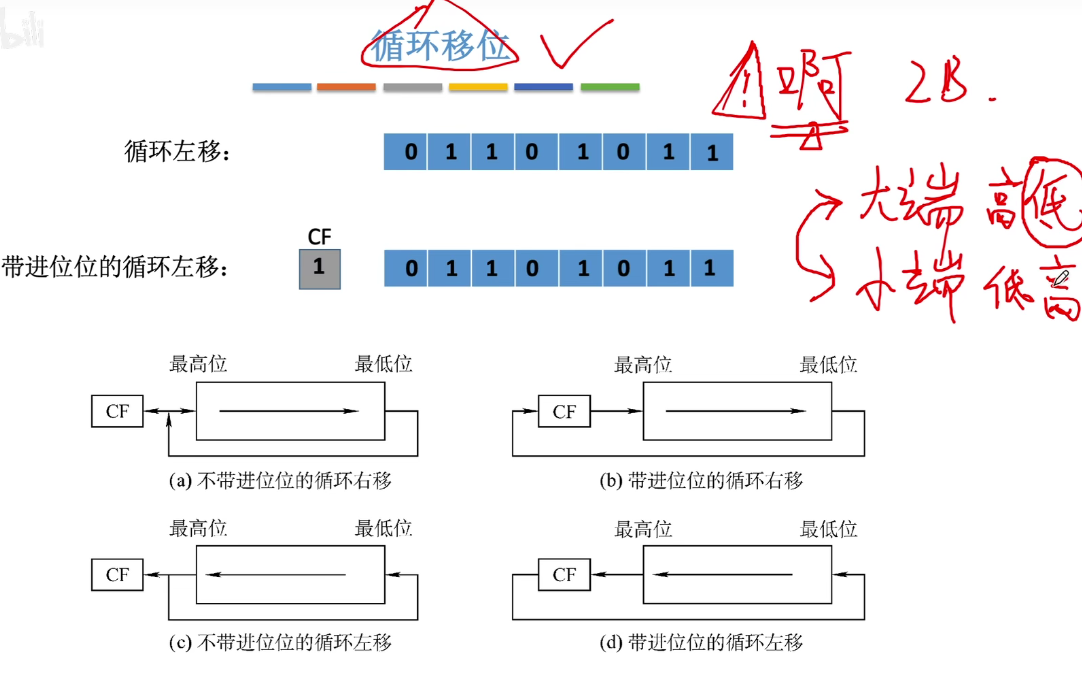 bili
循环移位
! 啊 2B.
循环左移： 0 1 1 0 1 0 1 1
大端 高低
CF
带进位位的循环左移： 1 0 1 1 0 1 0 1 1
小端 低高
最高位 最低位 最高位 最低位
CF CF
(a) 不带进位位的循环右移 (b) 带进位位的循环右移
最高位 最低位 最高位 最低位
CF CF
(c) 不带进位位的循环左移 (d) 带进位位的循环左移